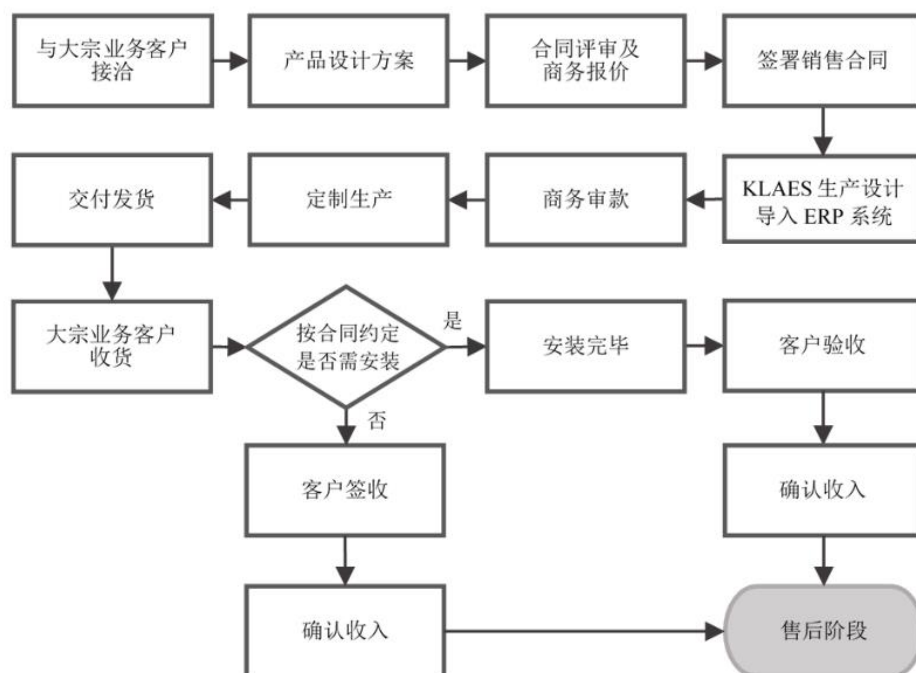 与大宗业务客户
接洽
产品设计方案
合同评审及
商务报价
签署销售合同
KLAES 生产设计
导入 ERP 系统
商务审款
定制生产
交付发货
大宗业务客户
收货
按合同约定
是否需安装
是
安装完毕
客户验收
否
客户签收
确认收入
确认收入
售后阶段